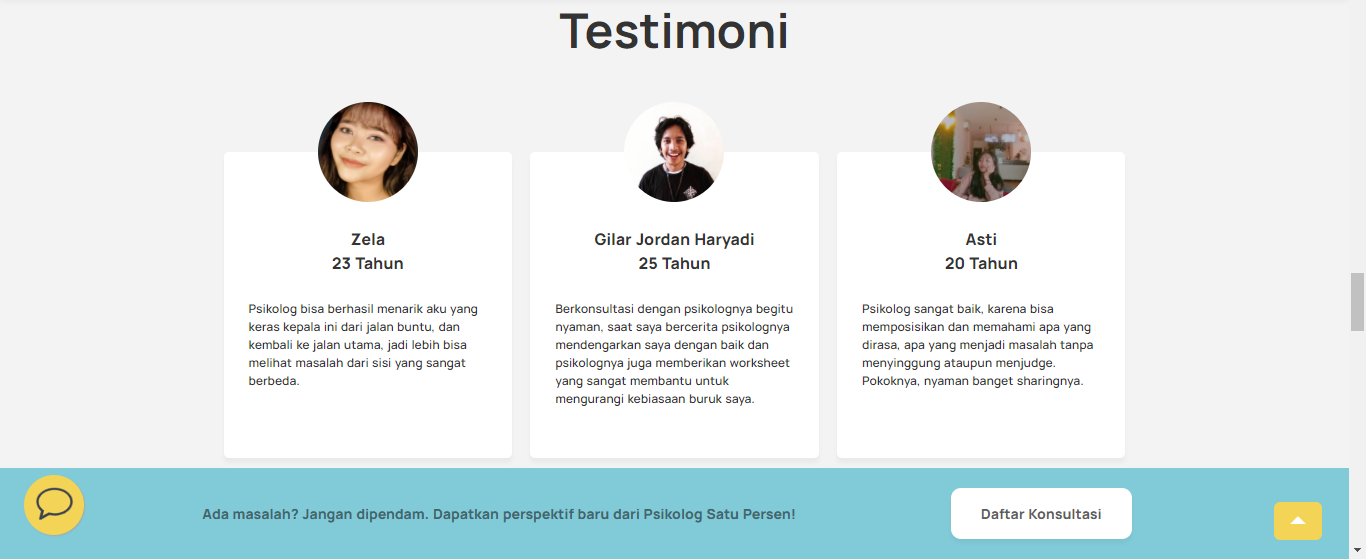 Testimoni
Zela
23 Tahun
Psikolog bisa berhasil menarik aku yang
keras kepala ini dari jalan buntu, dan
kembali ke jalan utama, jadi lebih bisa
melihat masalah dari sisi yang sangat
berbeda.
Gilar Jordan Haryadi
25 Tahun
Berkonsultasi dengan psikolognya begitu
nyaman, saat saya bercerita psikolognya
mendengarkan saya dengan baik dan
psikolognya juga memberikan worksheet
yang sangat membantu untuk
mengurangi kebiasaan buruk saya.
Asti
20 Tahun
Psikolog sangat baik, karena bisa
memposisikan dan memahami apa yang
dirasa, apa yang menjadi masalah tanpa
menyinggung ataupun menjudge.
Pokoknya, nyaman banget sharingnya.
Ada masalah? Jangan dipendam. Dapatkan perspektif baru dari Psikolog Satu Persen!
Daftar Konsultasi